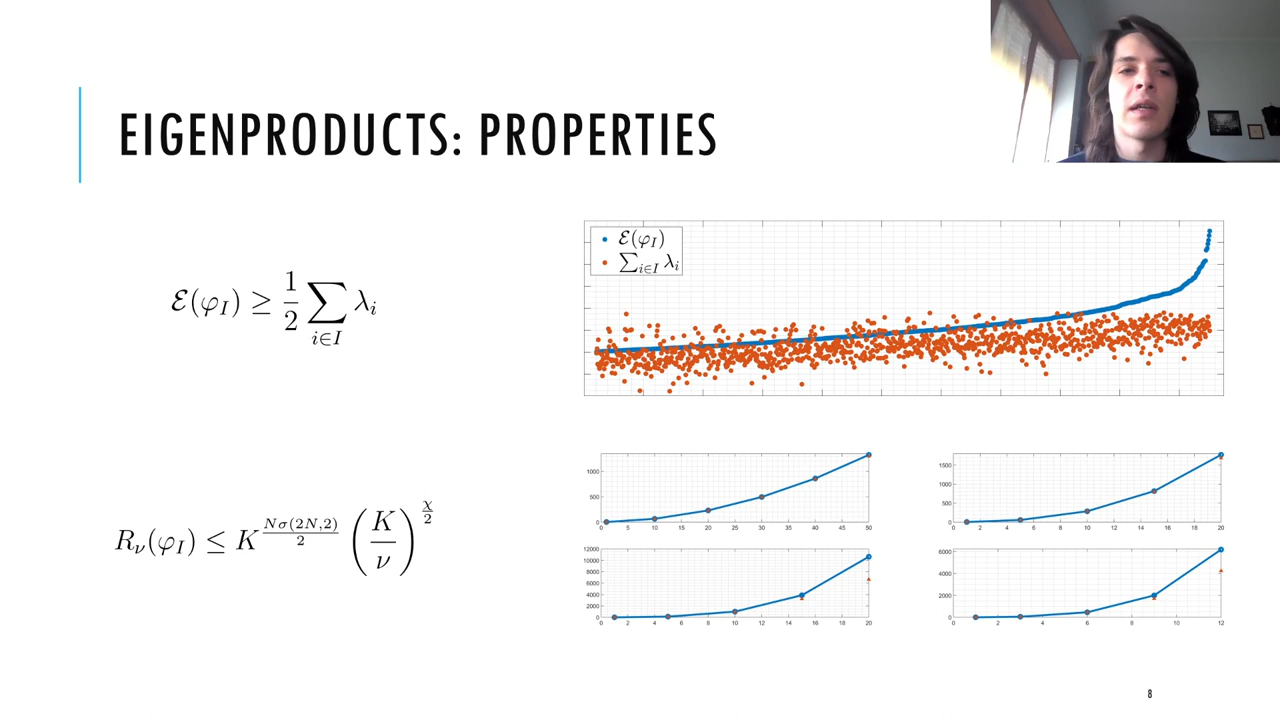 EIGENPRODUCTS: PROPERTIES
ℰ(φ_I) ≥ 1/2 ∑_{i∈I} λ_i
ℰ(φ_I)
∑_{i∈I} λ_i
R_ν(φ_I) ≤ K^{Nσ(2N,2)/2} (K/ν)^{χ/2}
1000
500
0
0 5 10 15 20 25 30 35 40 45 50
1500
1000
500
0
0 2 4 6 8 10 12 14 16 18 20
12000
10000
8000
6000
4000
2000
0
0 2 4 6 8 10 12 14 16 18 20
6000
4000
2000
0
0 2 4 6 8 10 12
8